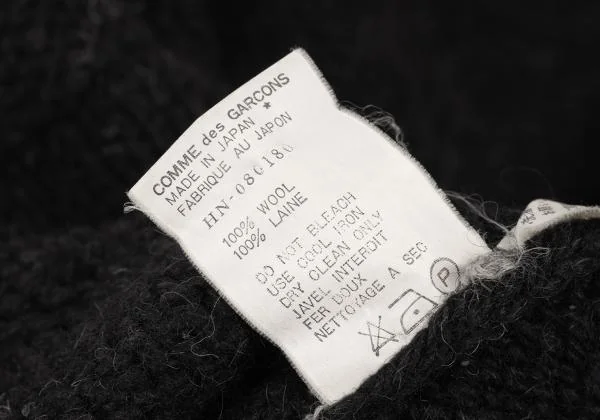 COMME des GARCONS
MADE IN JAPAN ★
FABRIQUE AU JAPON
HN-080180
100% WOOL
100% LAINE
DO NOT BLEACH
USE COOL IRON
DRY CLEAN ONLY
JAVEL INTERDIT
FER DOUX
NETTOYAGE A SEC
P